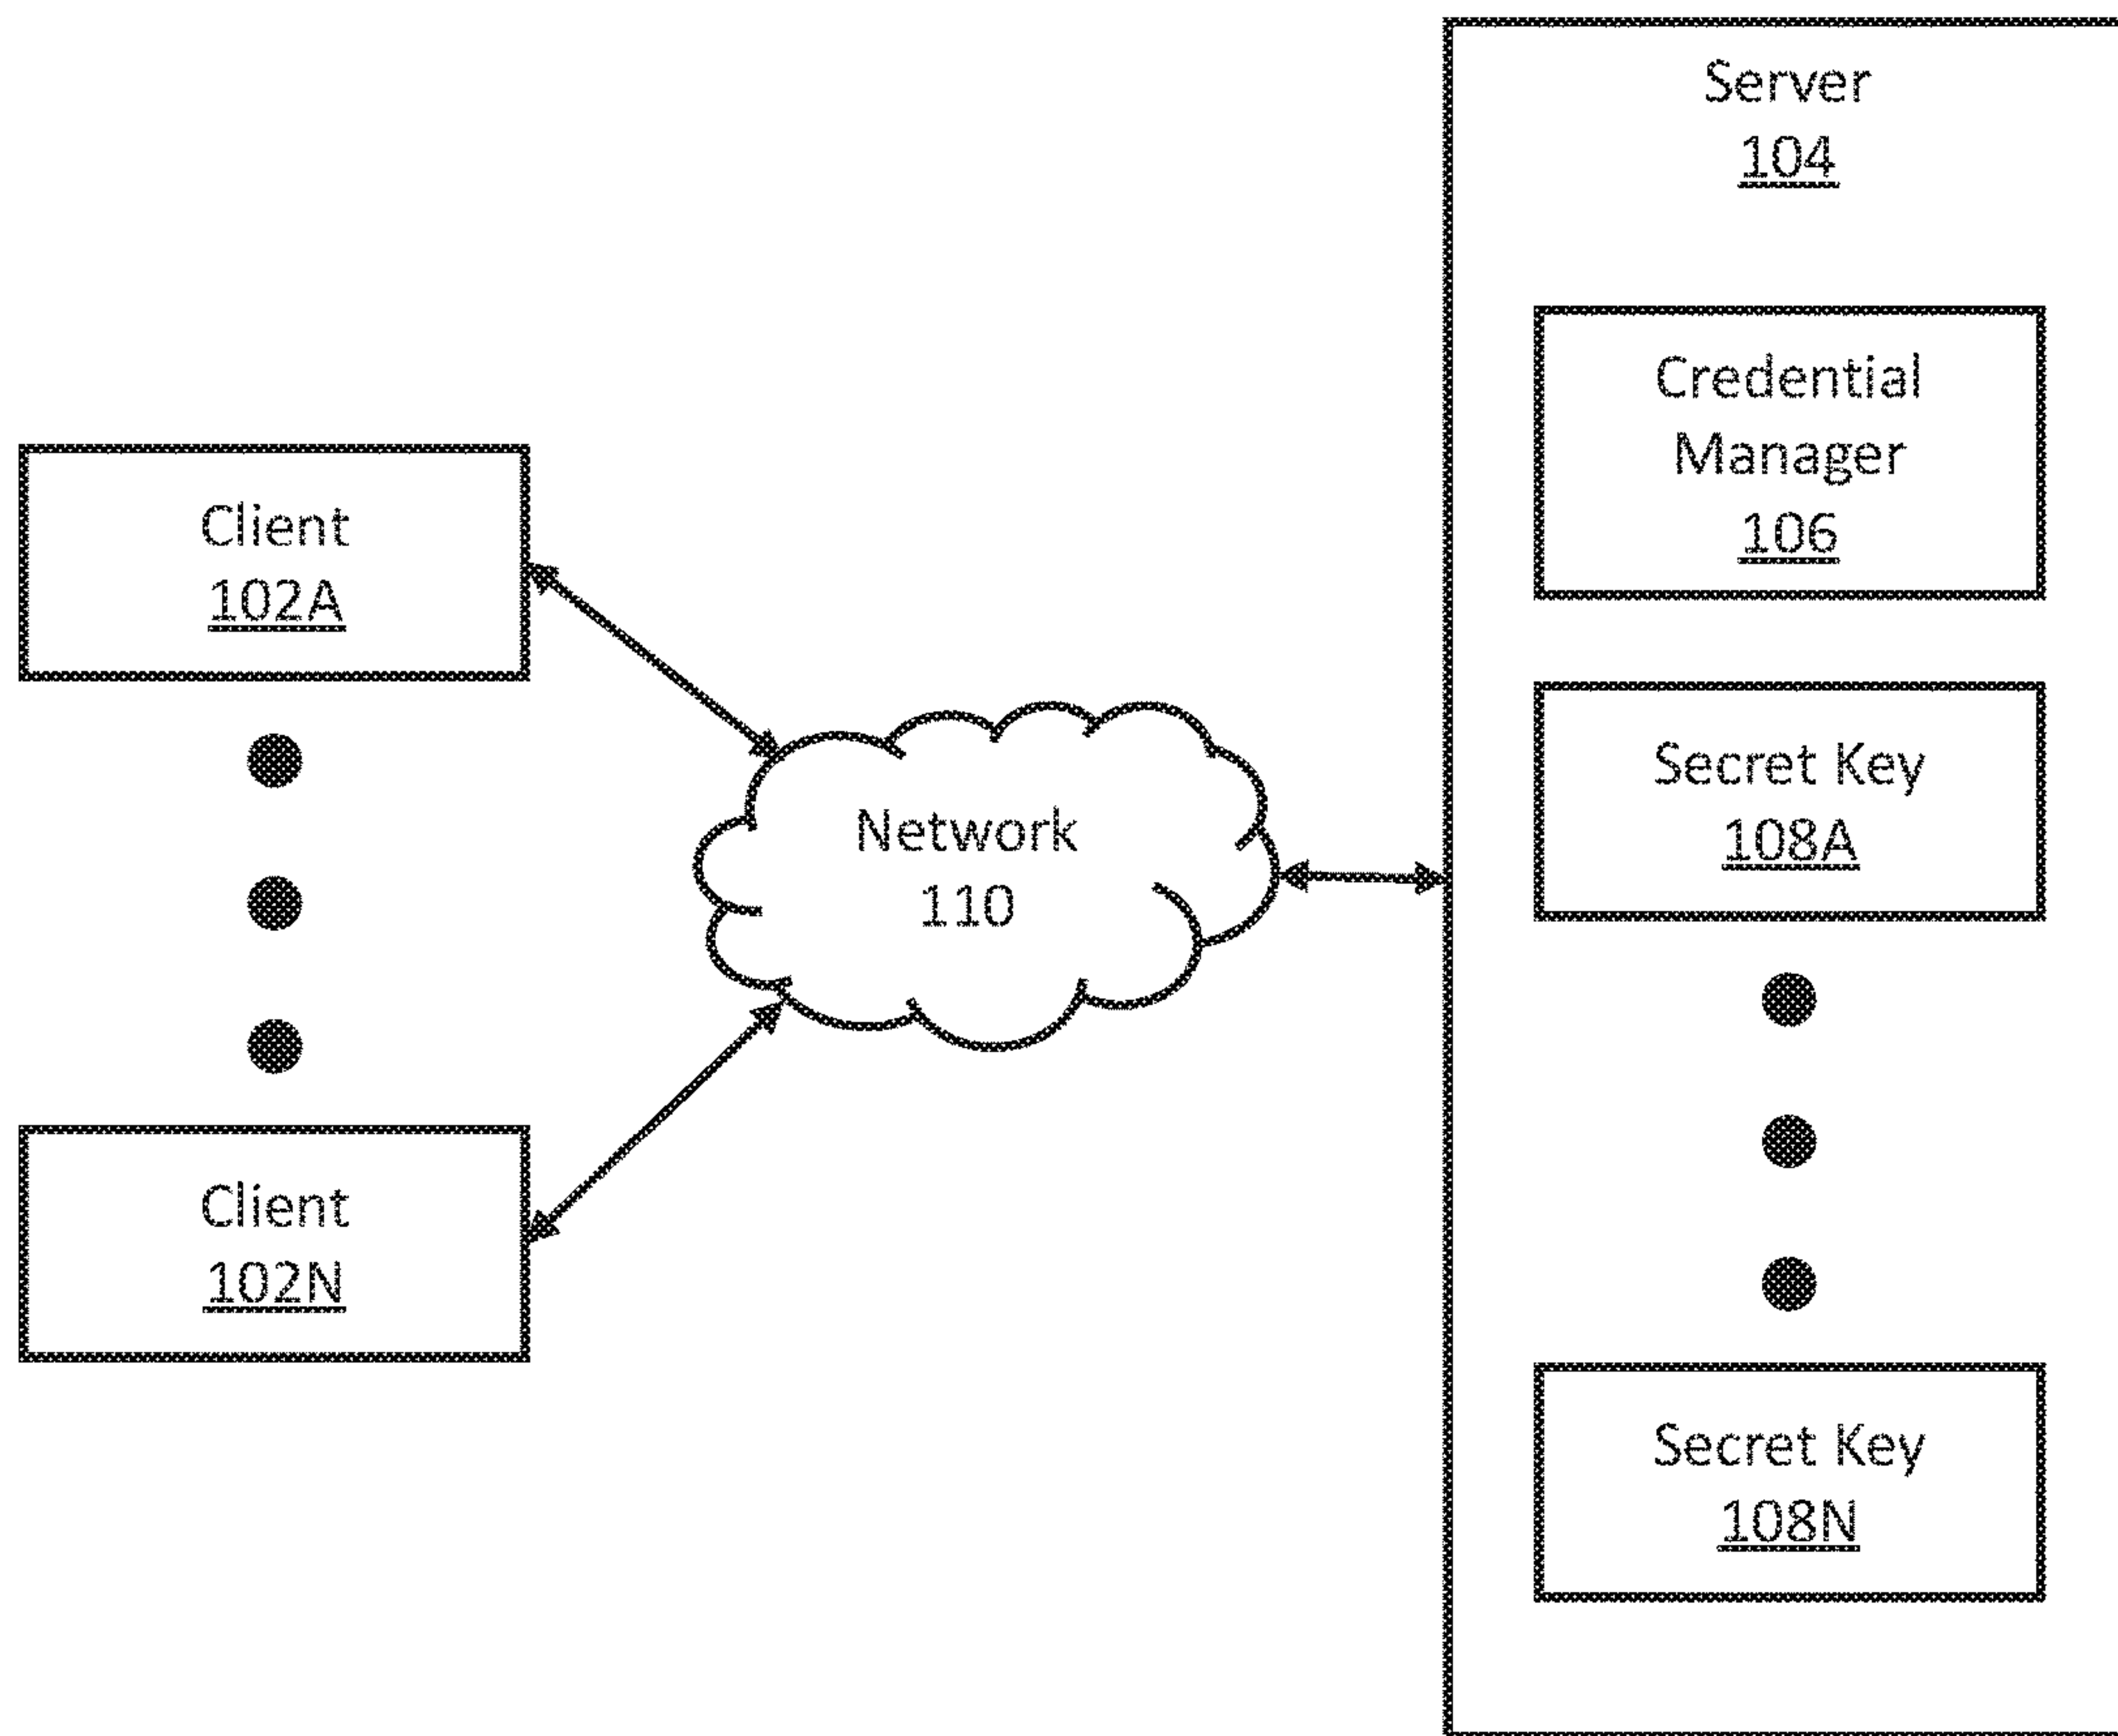 Server
104
Credential
Manager
106
Client
102A
Secret Key
108A
Network
110
Client
102N
Secret Key
108N